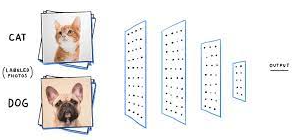 CAT
(LABELED
PHOTOS)
DOG
OUTPUT